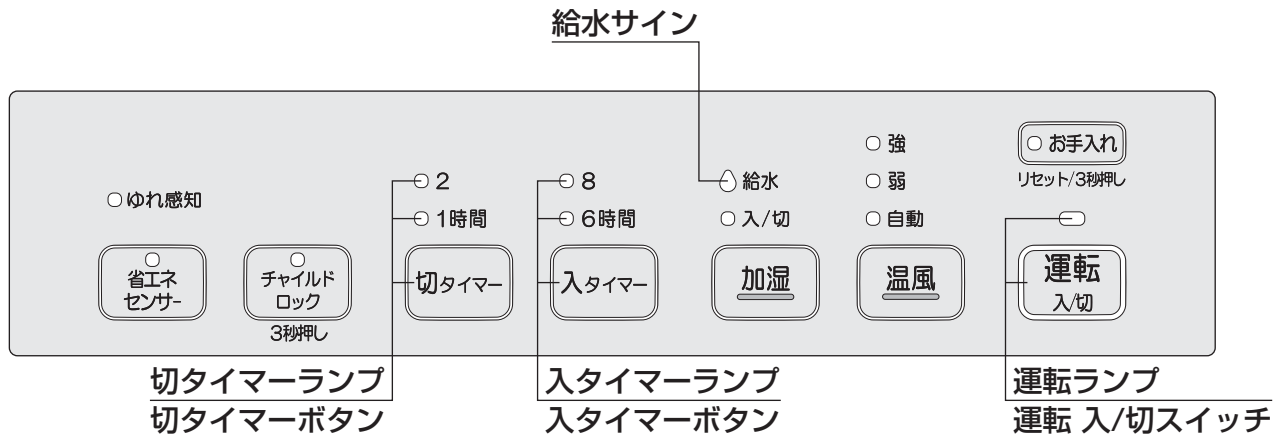 給水サイン
強
お手入れ
2
8
給水
弱
リセット/3秒押し
ゆれ感知
1時間
6時間
入/切
自動
省エネ
センサー
チャイルド
ロック
3秒押し
切タイマー
入タイマー
加湿
温風
運転
入/切
切タイマーランプ
切タイマーボタン
入タイマーランプ
入タイマーボタン
運転ランプ
運転 入/切スイッチ